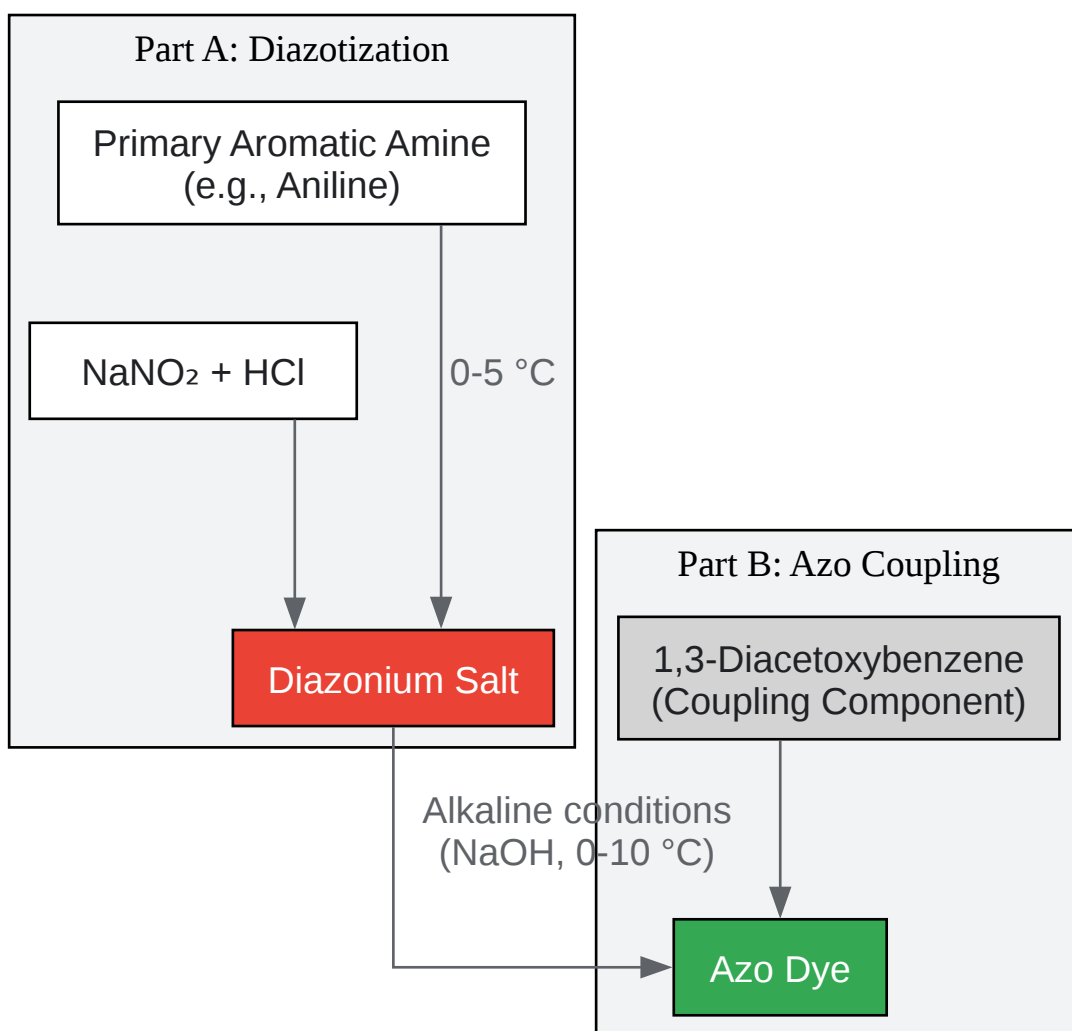 Part A: Diazotization
Primary Aromatic Amine
(e.g., Aniline)
NaNO₂ + HCl
0-5 °C
Diazonium Salt
Part B: Azo Coupling
1,3-Diacetoxybenzene
(Coupling Component)
Alkaline conditions
(NaOH, 0-10 °C)
Azo Dye